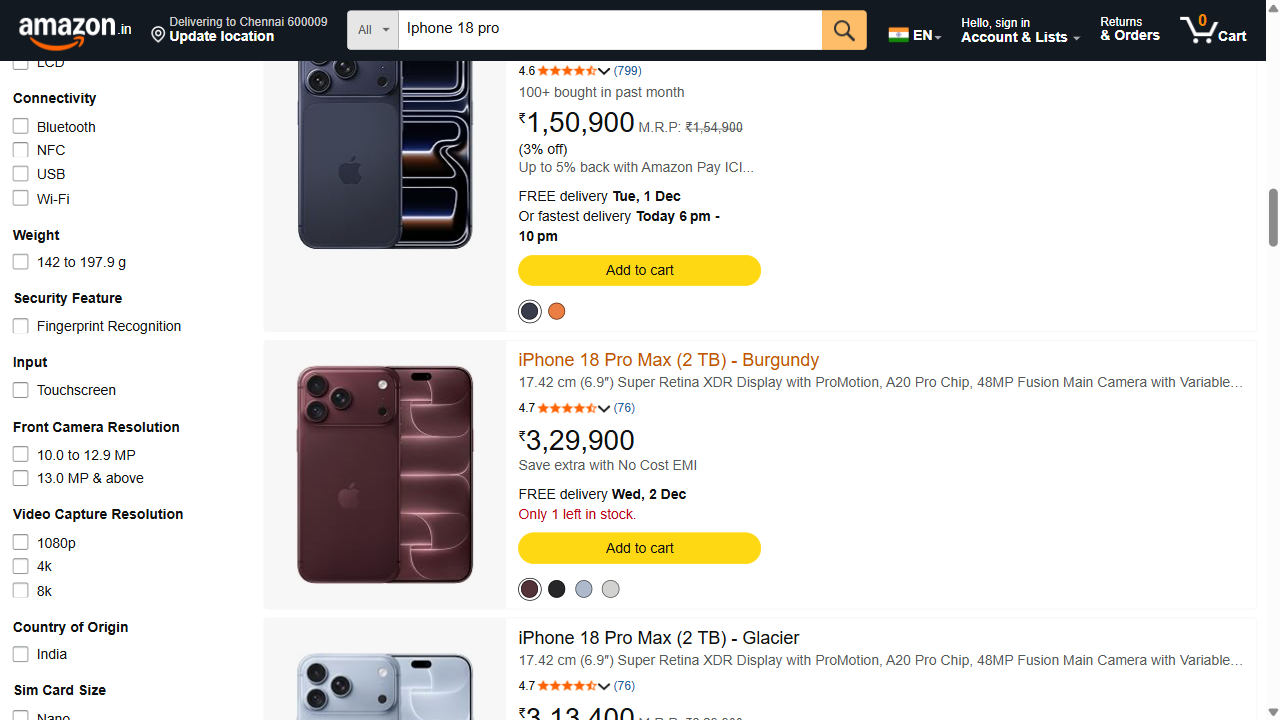 amazon.in
Delivering to Chennai 600009
Update location
All
Iphone 18 pro
EN
Hello, sign in
Account & Lists
Returns
& Orders
0
Cart
LCD
Connectivity
Bluetooth
NFC
USB
Wi-Fi
Weight
142 to 197.9 g
Security Feature
Fingerprint Recognition
Input
Touchscreen
Front Camera Resolution
10.0 to 12.9 MP
13.0 MP & above
Video Capture Resolution
1080p
4k
8k
Country of Origin
India
Sim Card Size
Nano
4.6 (799)
100+ bought in past month
₹1,50,900 M.R.P: ₹1,54,900
(3% off)
Up to 5% back with Amazon Pay ICI...
FREE delivery Tue, 1 Dec
Or fastest delivery Today 6 pm -
10 pm
Add to cart
iPhone 18 Pro Max (2 TB) - Burgundy
17.42 cm (6.9″) Super Retina XDR Display with ProMotion, A20 Pro Chip, 48MP Fusion Main Camera with Variable...
4.7 (76)
₹3,29,900
Save extra with No Cost EMI
FREE delivery Wed, 2 Dec
Only 1 left in stock.
Add to cart
iPhone 18 Pro Max (2 TB) - Glacier
17.42 cm (6.9″) Super Retina XDR Display with ProMotion, A20 Pro Chip, 48MP Fusion Main Camera with Variable...
4.7 (76)
₹3,13,400